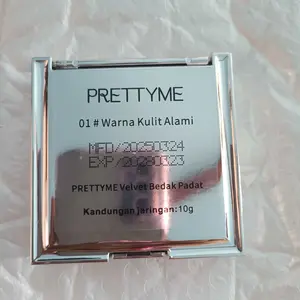 PRETTYME
01 # Warna Kulit Alami
MFD/20250324
EXP/20280323
PRETTYME Velvet Bedak Padat
Kandungan jaringan:10g